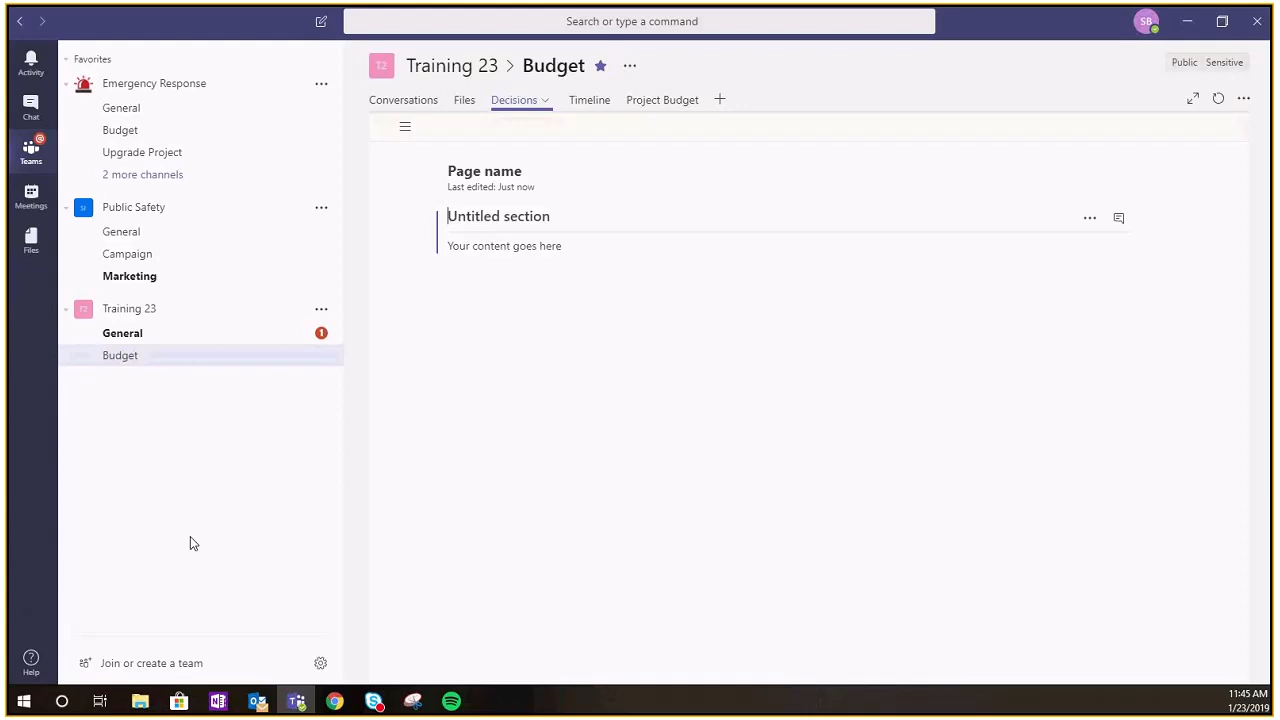 Search or type a command
SB
Activity
Chat
Teams
Meetings
Files
Help
Favorites
Emergency Response
General
Budget
Upgrade Project
2 more channels
Public Safety
General
Campaign
Marketing
T2 Training 23
General 1
Budget
Join or create a team
T2 Training 23 > Budget
Public Sensitive
Conversations Files Decisions Timeline Project Budget
Page name
Last edited: Just now
Untitled section
Your content goes here
11:45 AM
1/23/2019